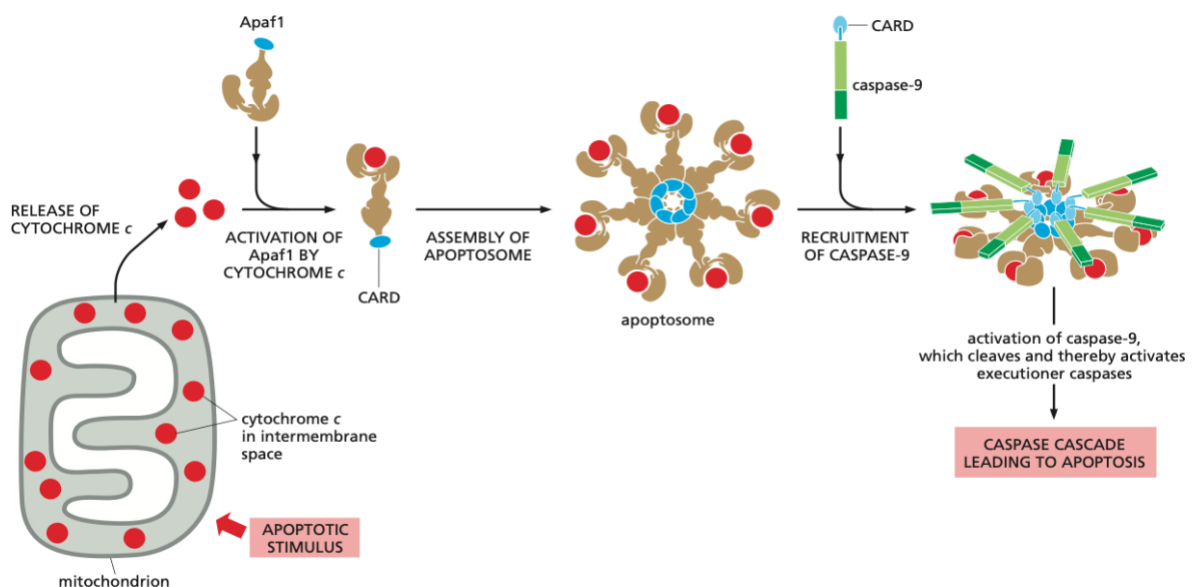 Apaf1
CARD
caspase-9
RELEASE OF
CYTOCHROME c
ACTIVATION OF
Apaf1 BY
CYTOCHROME c
CARD
ASSEMBLY OF
APOPTOSOME
apoptosome
RECRUITMENT
OF CASPASE-9
activation of caspase-9,
which cleaves and thereby activates
executioner caspases
CASPASE CASCADE
LEADING TO APOPTOSIS
cytochrome c
in intermembrane
space
APOPTOTIC
STIMULUS
mitochondrion